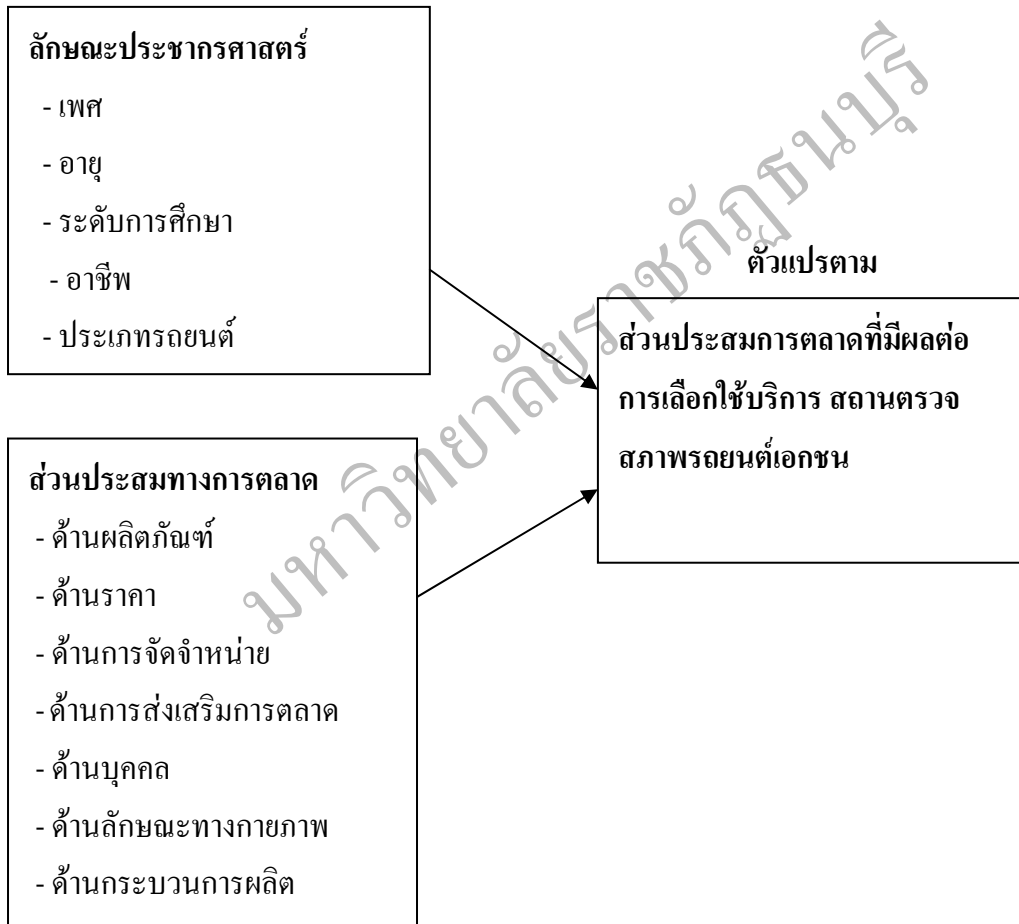 ลักษณะประชากรศาสตร์
- เพศ
- อายุ
- ระดับการศึกษา
- อาชีพ
- ประเภทรถยนต์
ส่วนประสมทางการตลาด
- ด้านผลิตภัณฑ์
- ด้านราคา
- ด้านการจัดจำหน่าย
- ด้านการส่งเสริมการตลาด
- ด้านบุคคล
- ด้านลักษณะทางกายภาพ
- ด้านกระบวนการผลิต
ตัวแปรตาม
ส่วนประสมการตลาดที่มีผลต่อ
การเลือกใช้บริการ สถานตรวจ
สภาพรถยนต์เอกชน
มหาวิทยาลัยราชภัฏธนบุรี